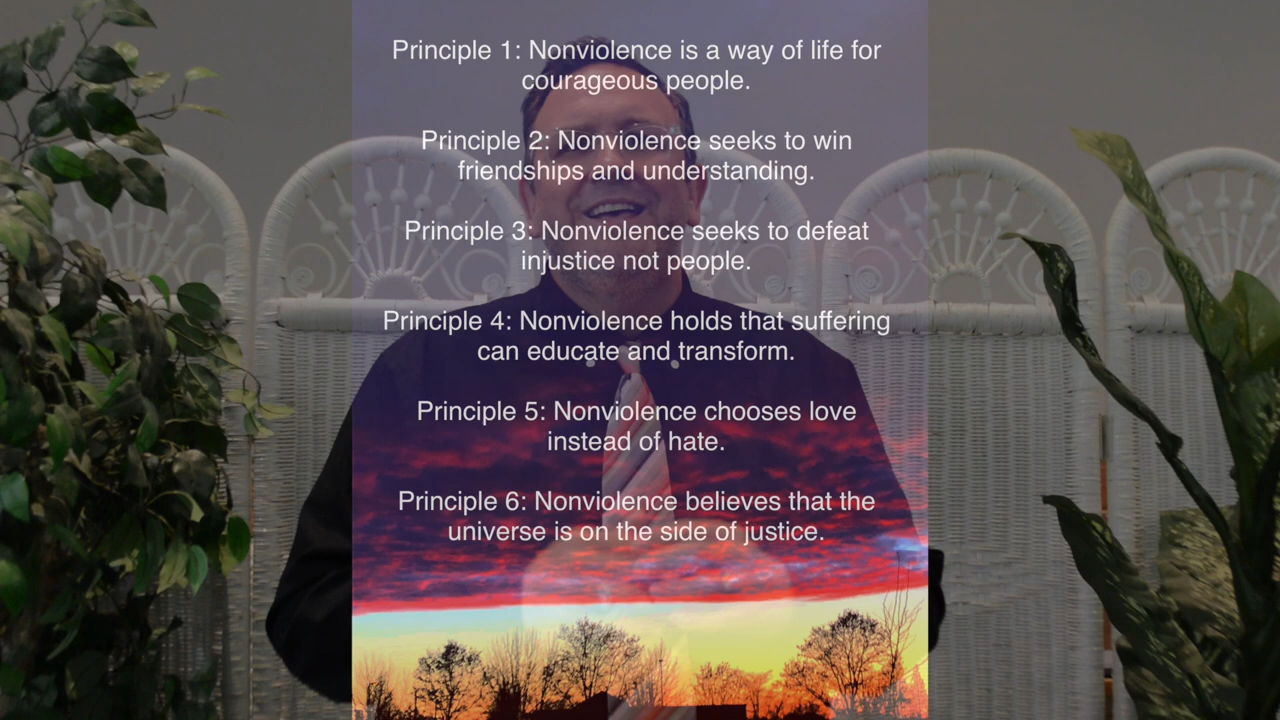 Principle 1: Nonviolence is a way of life for
courageous people.
Principle 2: Nonviolence seeks to win
friendships and understanding.
Principle 3: Nonviolence seeks to defeat
injustice not people.
Principle 4: Nonviolence holds that suffering
can educate and transform.
Principle 5: Nonviolence chooses love
instead of hate.
Principle 6: Nonviolence believes that the
universe is on the side of justice.